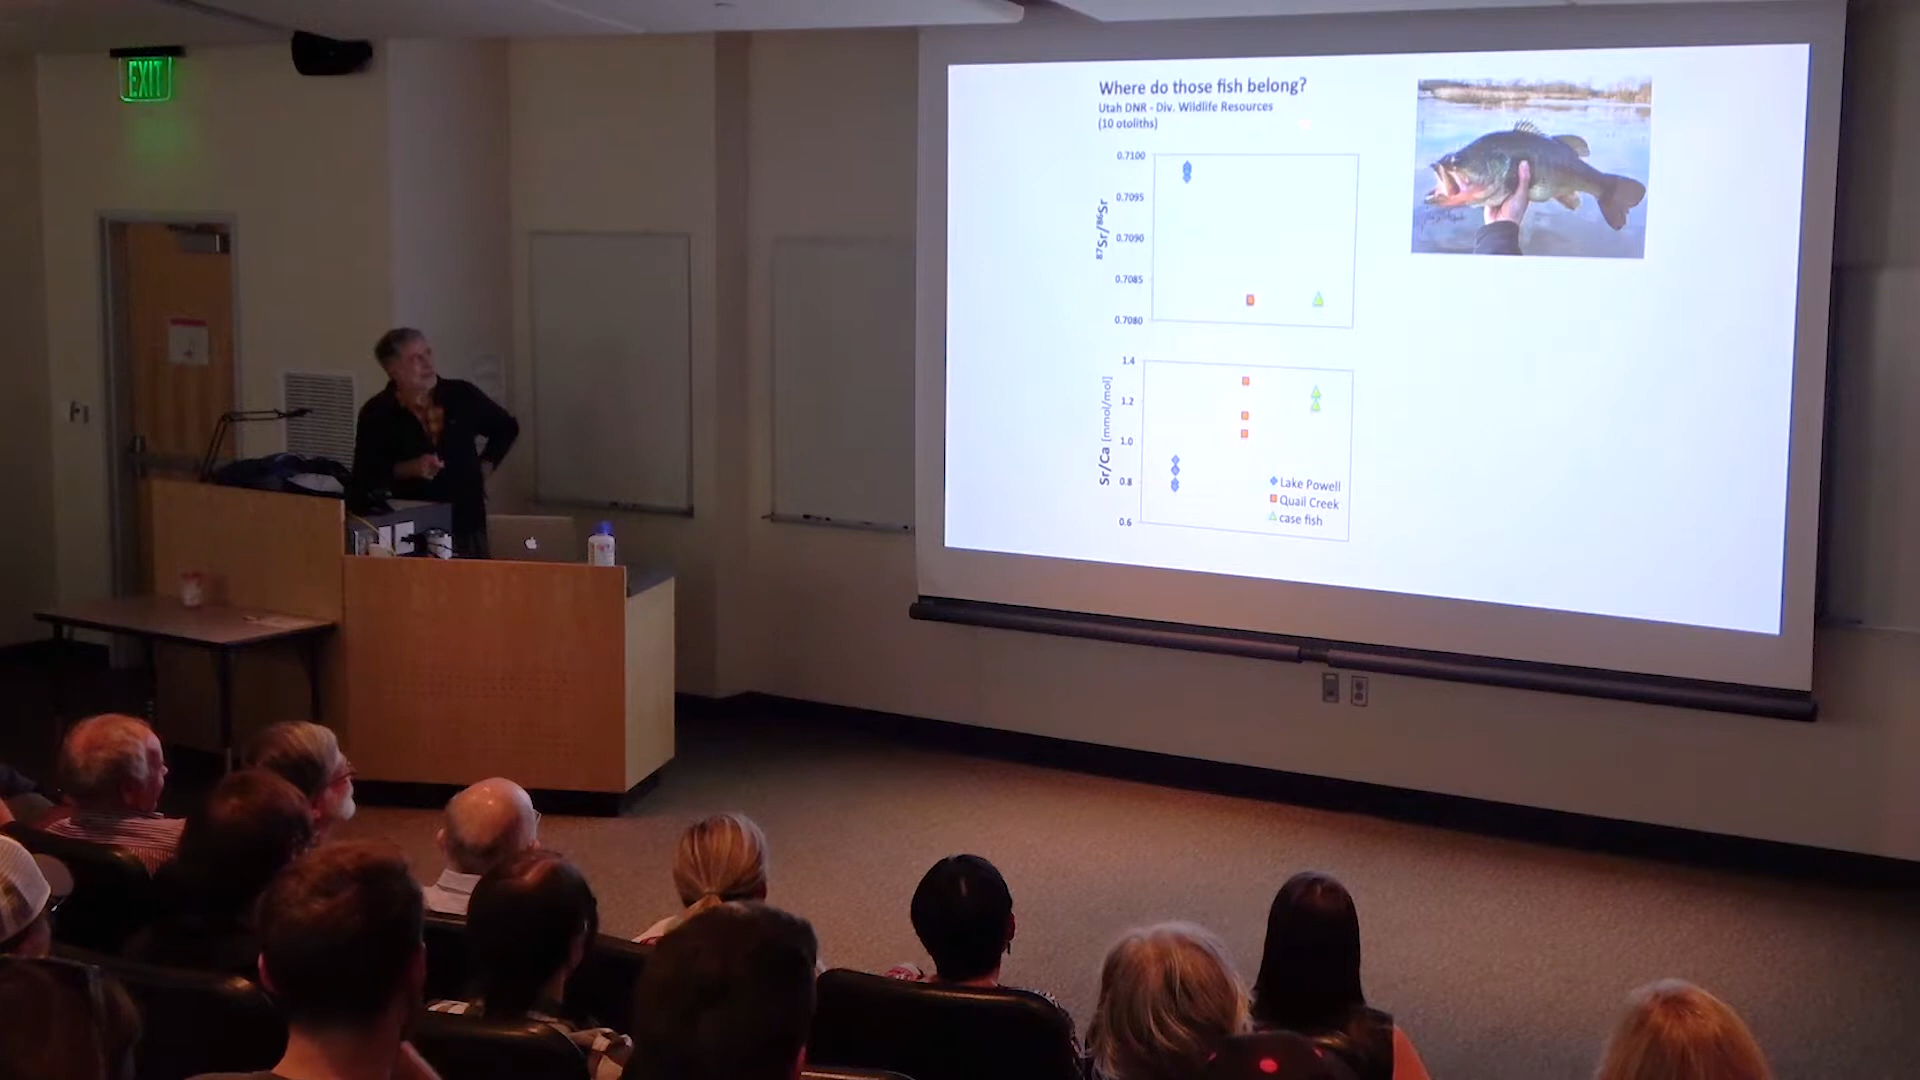 EXIT
Where do those fish belong?
Utah DNR - Div. Wildlife Resources
(10 otoliths)
0.7100
0.7095
0.7090
0.7085
0.7080
⁸⁷Sr/⁸⁶Sr
1.4
1.2
1.0
0.8
0.6
Sr/Ca [mmol/mol]
Lake Powell
Quail Creek
case fish